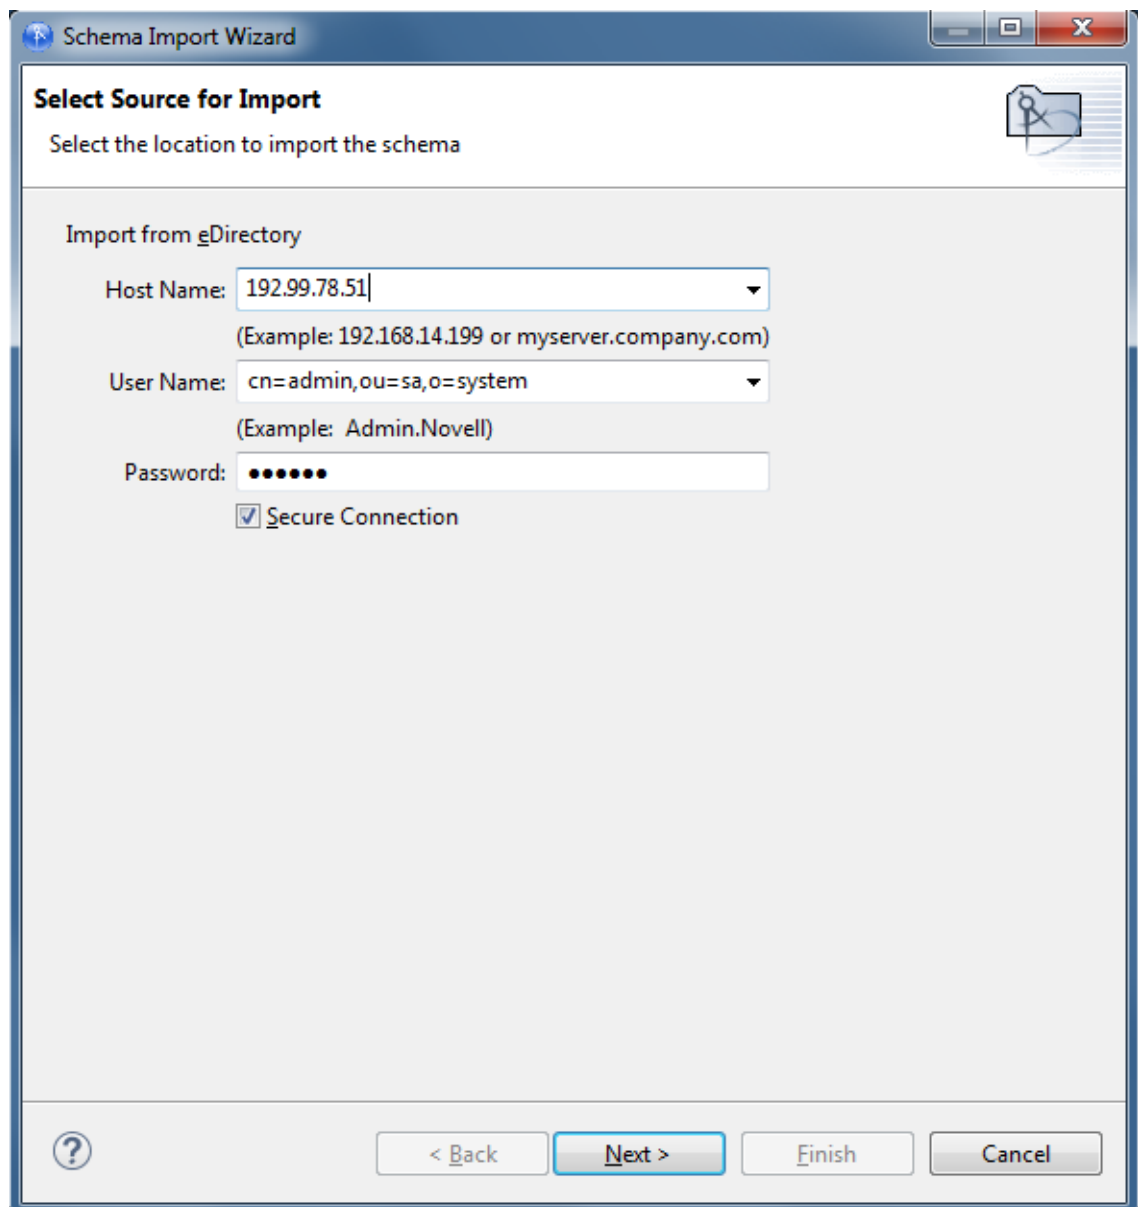 Schema Import Wizard
Select Source for Import
Select the location to import the schema
Import from eDirectory
Host Name: 192.99.78.51
(Example: 192.168.14.199 or myserver.company.com)
User Name: cn=admin,ou=sa,o=system
(Example:  Admin.Novell)
Password: ●●●●●●
Secure Connection
? < Back Next > Finish Cancel